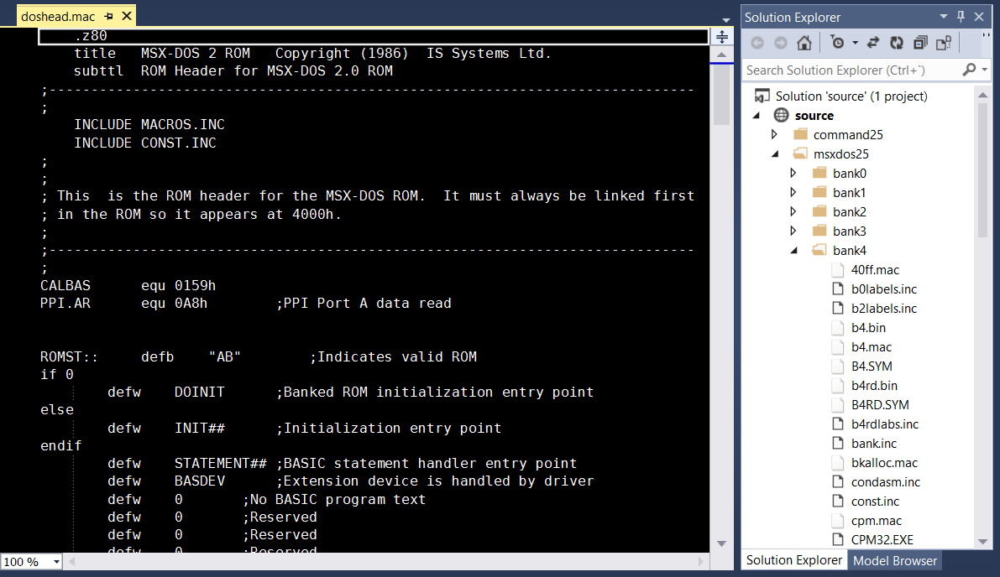 doshead.mac
.z80
title   MSX-DOS 2 ROM   Copyright (1986)  IS Systems Ltd.
subttl  ROM Header for MSX-DOS 2.0 ROM
;-----------------------------------------------------------------------------
;
INCLUDE MACROS.INC
INCLUDE CONST.INC
;
;
; This  is the ROM header for the MSX-DOS ROM.  It must always be linked first
; in the ROM so it appears at 4000h.
;
;-----------------------------------------------------------------------------
;
CALBAS      equ 0159h
PPI.AR      equ 0A8h        ;PPI Port A data read
ROMST::     defb    "AB"        ;Indicates valid ROM
if 0
defw    DOINIT      ;Banked ROM initialization entry point
else
defw    INIT##      ;Initialization entry point
endif
defw    STATEMENT## ;BASIC statement handler entry point
defw    BASDEV      ;Extension device is handled by driver
defw    0       ;No BASIC program text
defw    0       ;Reserved
defw    0       ;Reserved
defw    0       ;Reserved
100 %
Solution Explorer
Search Solution Explorer (Ctrl+`)
Solution 'source' (1 project)
source
command25
msxdos25
bank0
bank1
bank2
bank3
bank4
40ff.mac
b0labels.inc
b2labels.inc
b4.bin
b4.mac
B4.SYM
b4rd.bin
B4RD.SYM
b4rdlabs.inc
bank.inc
bkalloc.mac
condasm.inc
const.inc
cpm.mac
CPM32.EXE
Solution Explorer
Model Browser